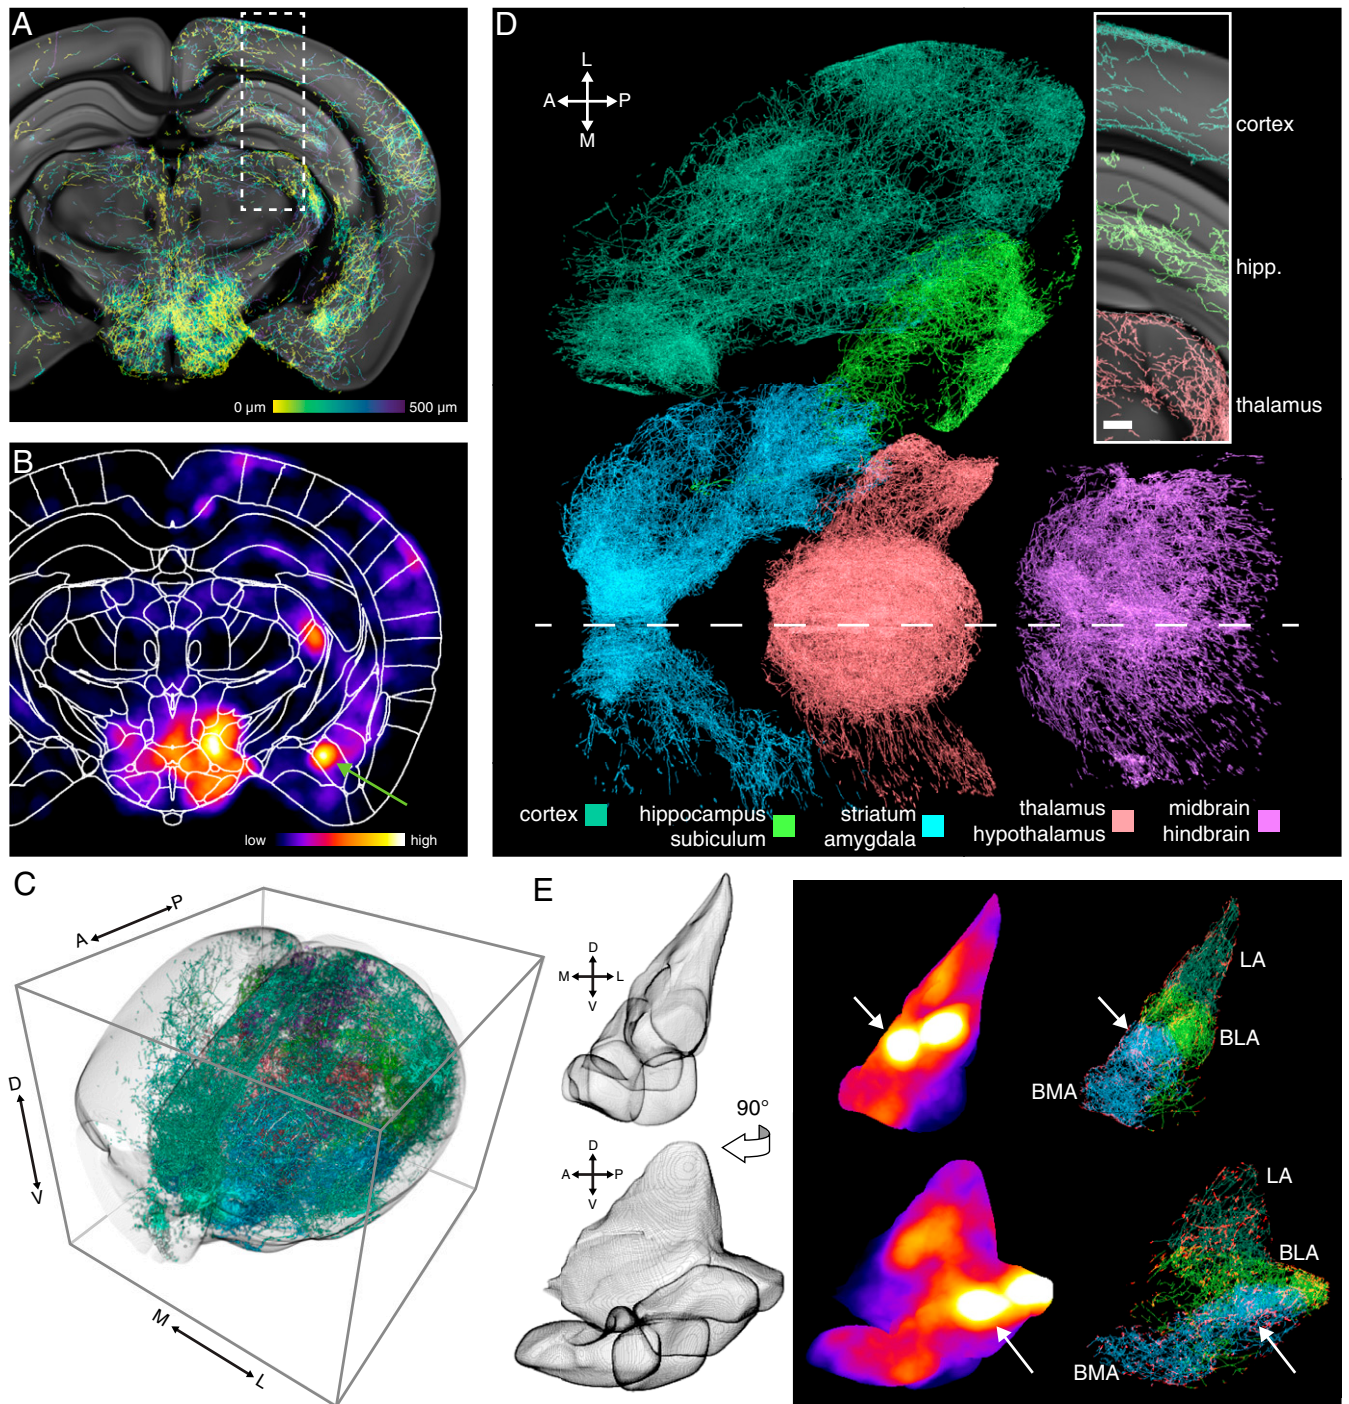 A
0 µm 500 µm
B
low high
C
A P
D
V
M
L
D
L
A P
M
cortex
hipp.
thalamus
cortex
hippocampus
subiculum
striatum
amygdala
thalamus
hypothalamus
midbrain
hindbrain
E
D
M L
V
90°
D
A P
V
LA
BLA
BMA
LA
BLA
BMA